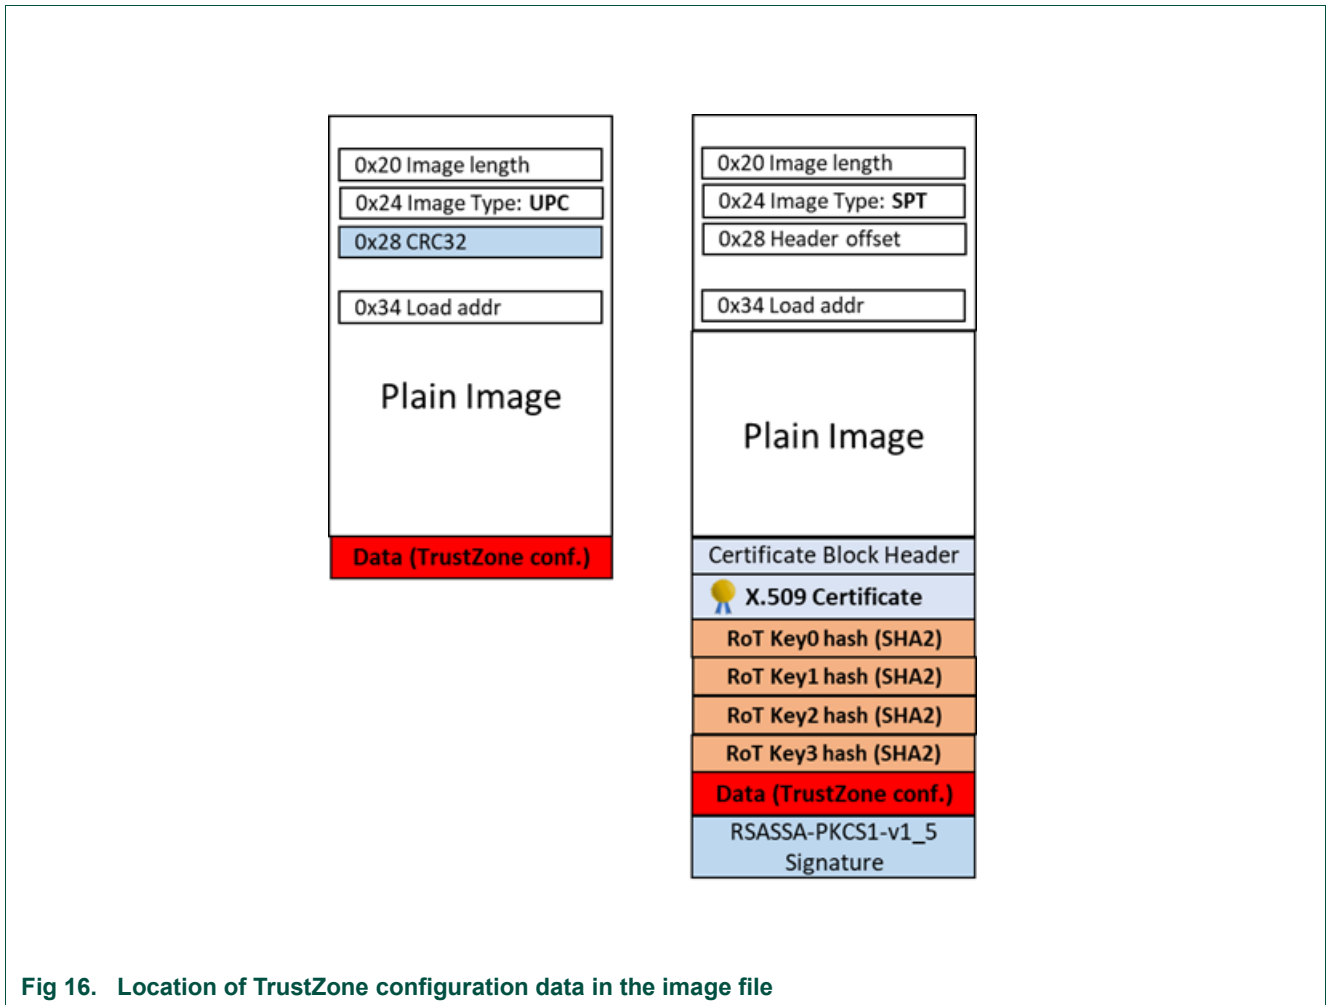 0x20 Image length
0x24 Image Type: UPC
0x28 CRC32
0x34 Load addr
Plain Image
Data (TrustZone conf.)
0x20 Image length
0x24 Image Type: SPT
0x28 Header offset
0x34 Load addr
Plain Image
Certificate Block Header
X.509 Certificate
RoT Key0 hash (SHA2)
RoT Key1 hash (SHA2)
RoT Key2 hash (SHA2)
RoT Key3 hash (SHA2)
Data (TrustZone conf.)
RSASSA-PKCS1-v1_5
Signature
Fig 16. Location of TrustZone configuration data in the image file